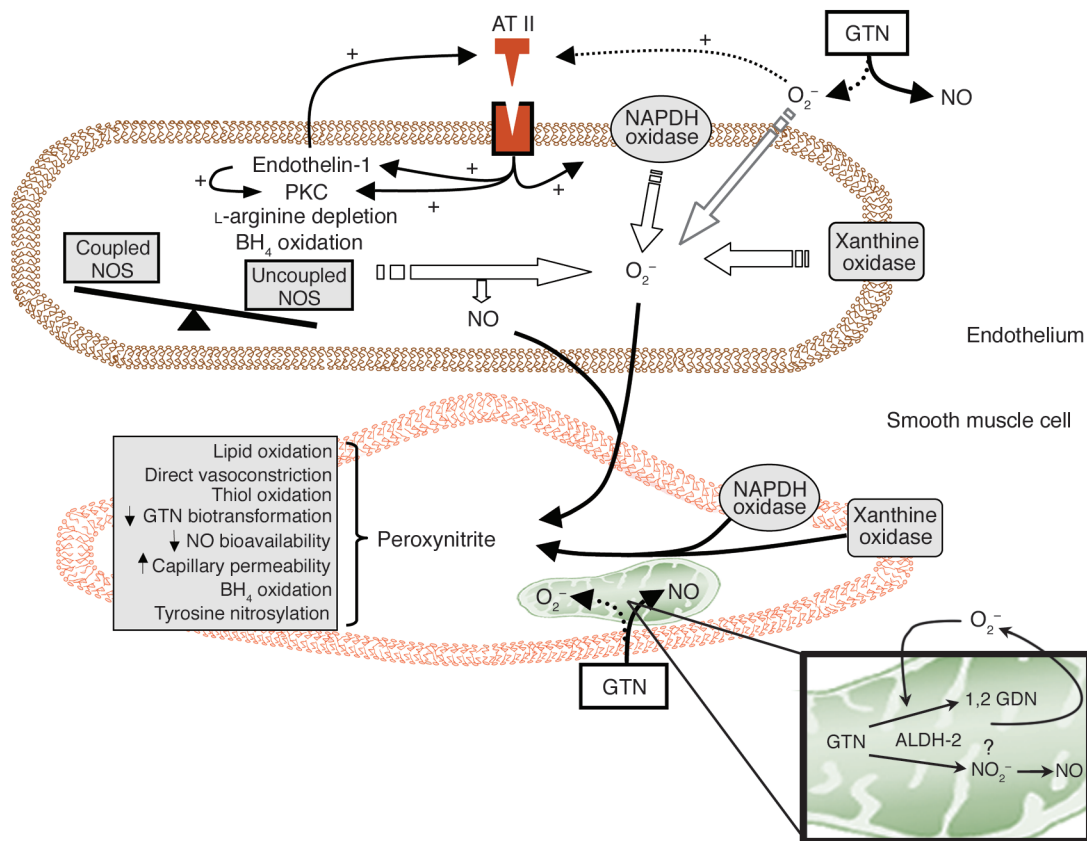 AT II
GTN
+
+
O₂⁻
NO
NAPDH
oxidase
Endothelin-1
+
+
+
PKC
+
L-arginine depletion
BH₄ oxidation
Coupled
NOS
Uncoupled
NOS
Xanthine
oxidase
O₂⁻
NO
Endothelium
Smooth muscle cell
Lipid oxidation
Direct vasoconstriction
Thiol oxidation
↓ GTN biotransformation
↓ NO bioavailability
↑ Capillary permeability
BH₄ oxidation
Tyrosine nitrosylation
Peroxynitrite
NAPDH
oxidase
Xanthine
oxidase
O₂⁻
NO
GTN
O₂⁻
1,2 GDN
GTN
ALDH-2
?
NO₂⁻
NO